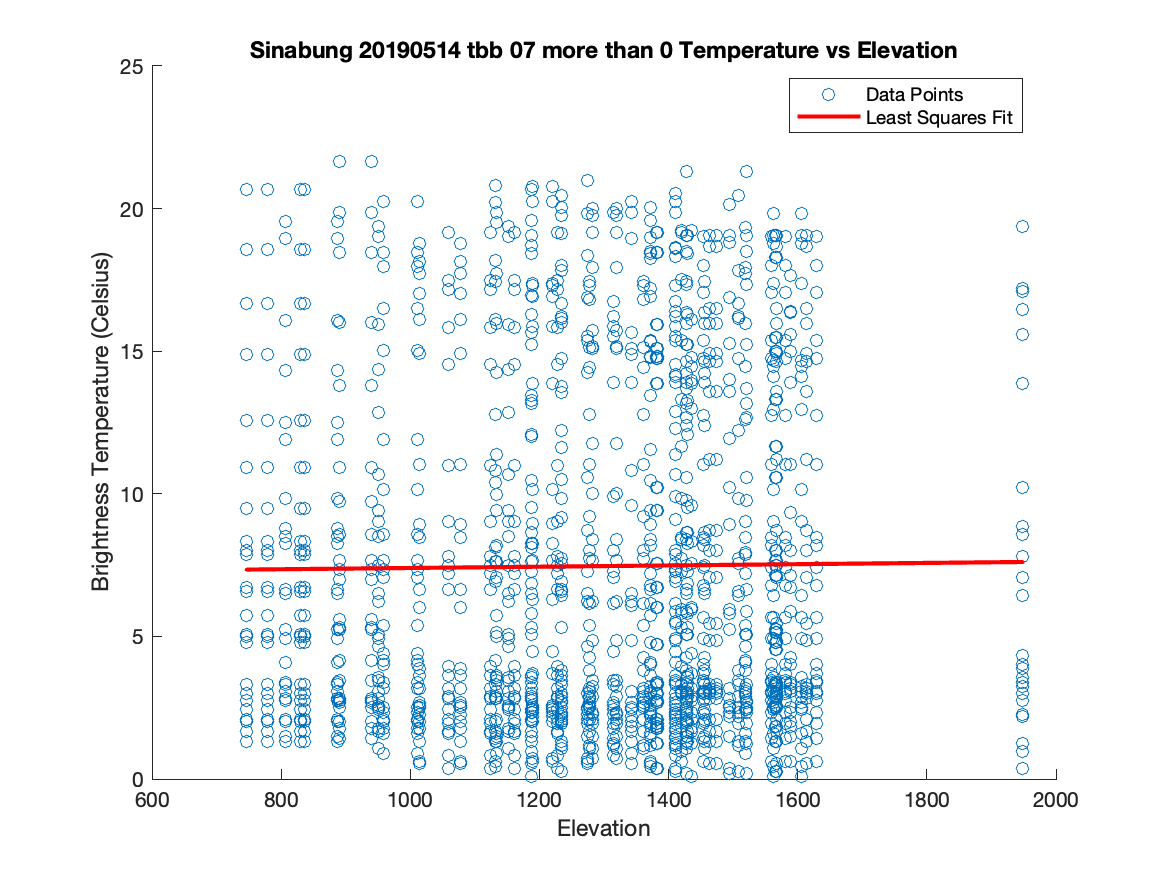 Sinabung 20190514 tbb 07 more than 0 Temperature vs Elevation
Data Points
Least Squares Fit
Brightness Temperature (Celsius)
25
20
15
10
5
0
600 800 1000 1200 1400 1600 1800 2000
Elevation